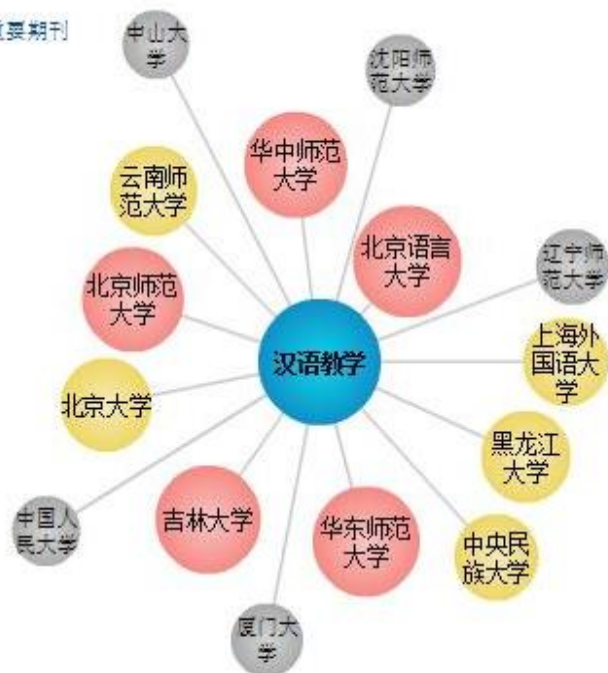 重要期刊
中山大
学
沈阳师
范大学
华中师范
大学
云南师
范大学
北京语言
大学
辽宁师
范大学
北京师范
大学
上海外
国语大
学
汉语教学
北京大学
黑龙江
大学
吉林大学
中国人
民大学
华东师范
大学
中央民
族大学
厦门大
学